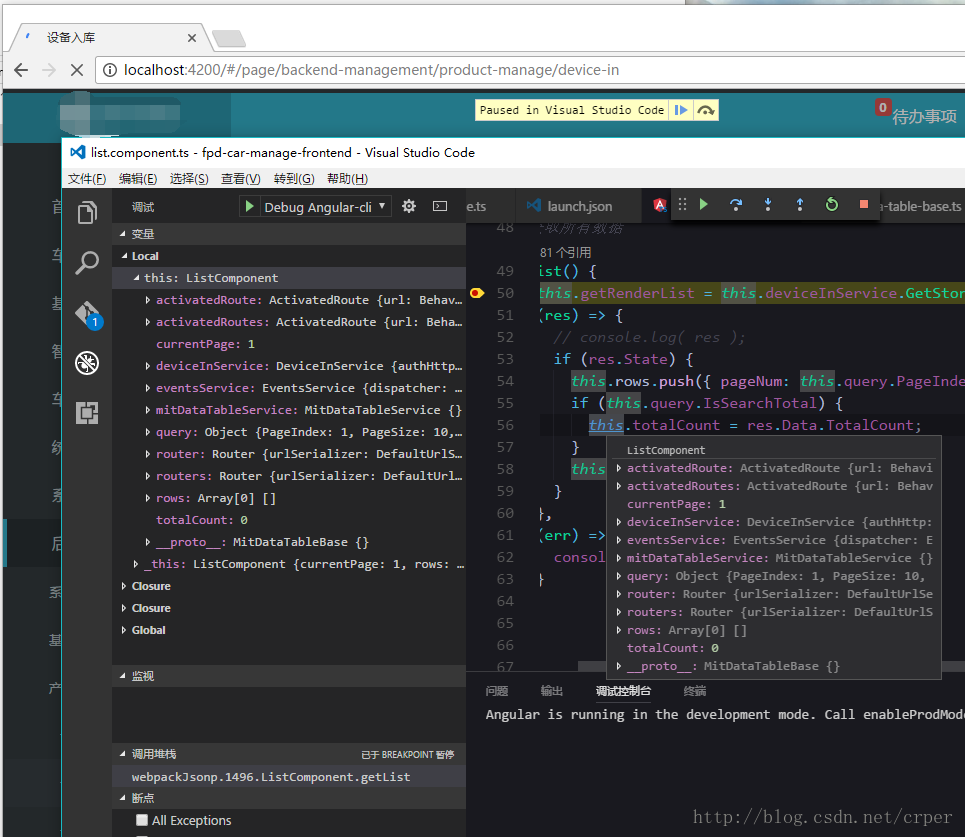 设备入库
localhost:4200/#/page/backend-management/product-manage/device-in
Paused in Visual Studio Code
0
待办事项
list.component.ts - fpd-car-manage-frontend - Visual Studio Code
文件(F) 编辑(E) 选择(S) 查看(V) 转到(G) 帮助(H)
调试
Debug Angular-cli
e.ts
launch.json
-table-base.ts
变量
Local
this: ListComponent
activatedRoute: ActivatedRoute {url: Behav…
activatedRoutes: ActivatedRoute {url: Beha…
currentPage: 1
deviceInService: DeviceInService {authHttp…
eventsService: EventsService {dispatcher: …
mitDataTableService: MitDataTableService {}
query: Object {PageIndex: 1, PageSize: 10,…
router: Router {urlSerializer: DefaultUrlS…
routers: Router {urlSerializer: DefaultUrl…
rows: Array[0] []
totalCount: 0
__proto__: MitDataTableBase {}
_this: ListComponent {currentPage: 1, rows: …
Closure
Closure
Global
监视
调用堆栈
已于 BREAKPOINT 暂停
webpackJsonp.1496.ListComponent.getList
断点
All Exceptions
1
48 取所有数据
81 个引用
49 ist() {
50 this.getRenderList = this.deviceInService.GetStor
51 (res) => {
52 // console.log( res );
53 if (res.State) {
54 this.rows.push({ pageNum: this.query.PageInde
55 if (this.query.IsSearchTotal) {
56 this.totalCount = res.Data.TotalCount;
57 }
58 this
59 }
60 },
61 (err) =>
62 consol
63 }
64
65
66
67
ListComponent
activatedRoute: ActivatedRoute {url: Behavi
activatedRoutes: ActivatedRoute {url: Behav
currentPage: 1
deviceInService: DeviceInService {authHttp:
eventsService: EventsService {dispatcher: E
mitDataTableService: MitDataTableService {}
query: Object {PageIndex: 1, PageSize: 10,
router: Router {urlSerializer: DefaultUrlSe
routers: Router {urlSerializer: DefaultUrlS
rows: Array[0] []
totalCount: 0
__proto__: MitDataTableBase {}
问题 输出 调试控制台 终端
Angular is running in the development mode. Call enableProdMod
http://blog.csdn.net/crper